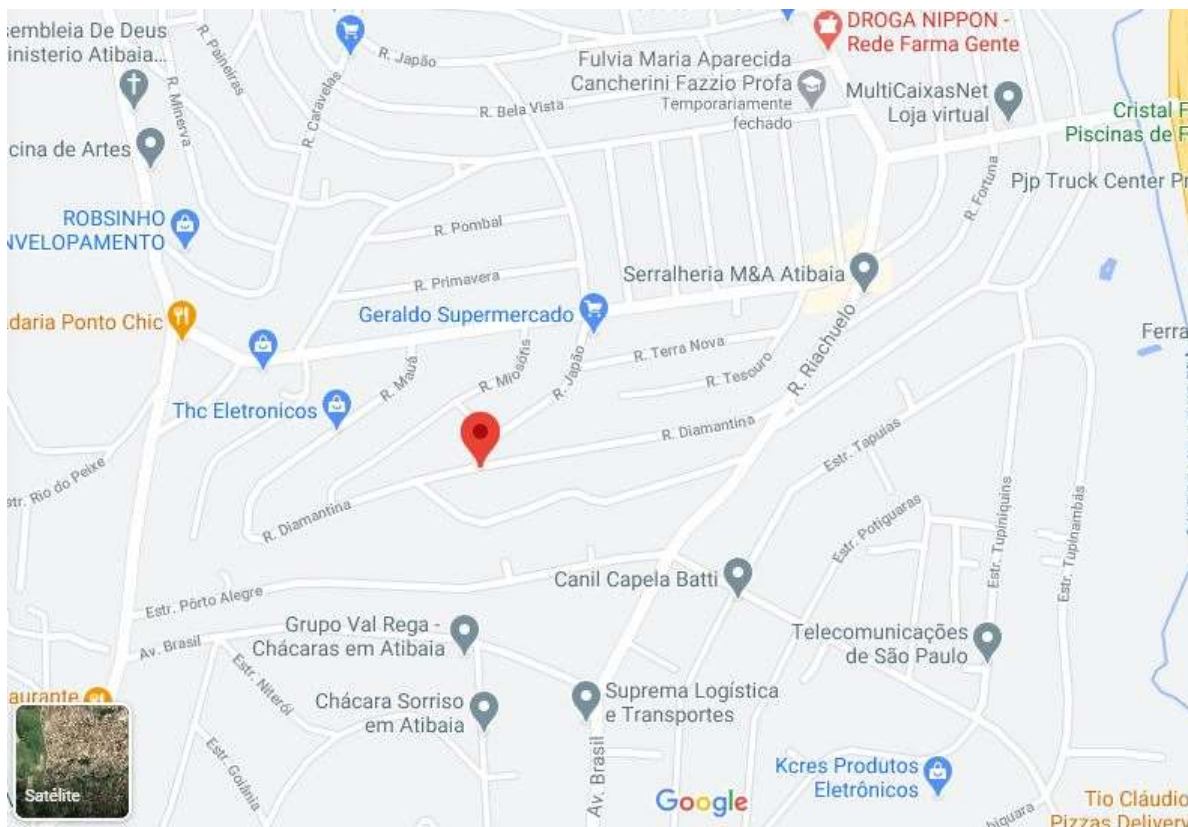 sembleia De Deus
inisterio Atibaia...
R. Paineiras
R. Minerva
R. Caravelas
R. Japão
DROGA NIPPON -
Rede Farma Gente
Fulvia Maria Aparecida
Cancherini Fazzio Profa
Temporariamente
fechado
R. Bela Vista
MultiCaixasNet
Loja virtual
Cristal F
Piscinas de F
cina de Artes
Pjp Truck Center Pr
R. Fortuna
ROBSINHO
NVELOPAMENTO
R. Pombal
R. Primavera
Serralheria M&A Atibaia
daria Ponto Chic
Geraldo Supermercado
Ferra
R. Terra Nova
R. Tesouro
R. Riachuelo
R. Mauá
R. Miosótis
R. Japão
Thc Eletronicos
R. Diamantina
Estr. Tapuias
str. Rio do Peixe
R. Diamantina
Estr. Potiguaras
Estr. Tupiniquins
Estr. Tupinambás
Canil Capela Batti
Estr. Pôrto Alegre
Av. Brasil
Grupo Val Rega -
Chácaras em Atibaia
Telecomunicações
de São Paulo
Estr. Niterói
Chácara Sorriso
em Atibaia
Suprema Logística
e Transportes
aurante
Estr. Goiânia
Av. Brasil
Kcres Produtos
Eletrônicos
Satélite
Google
Tio Cláudio
Pizzas Delivery
biquara